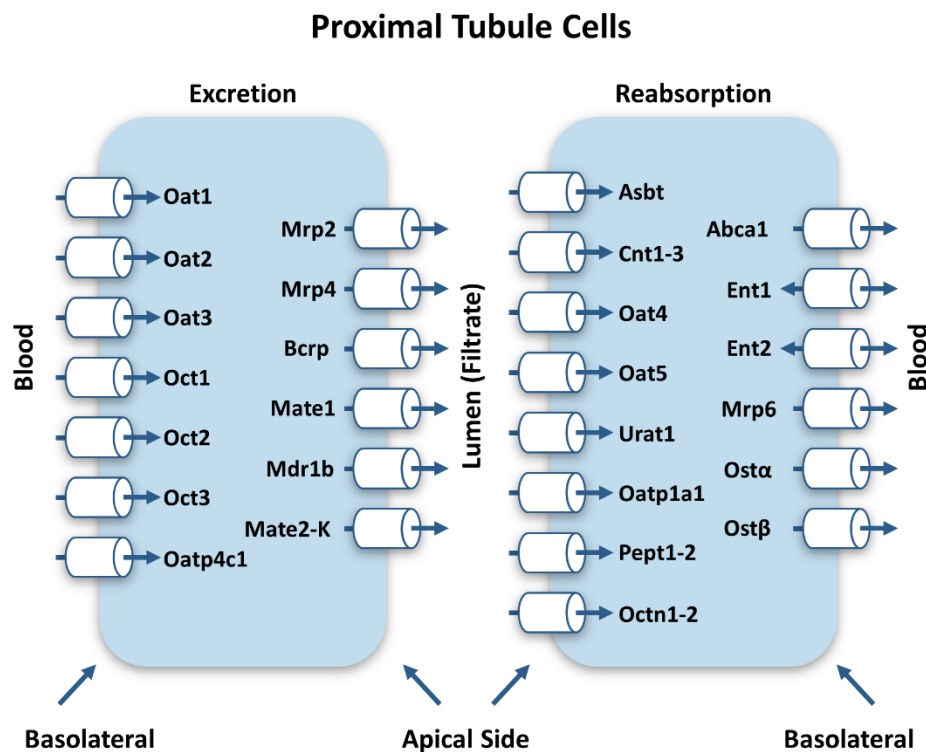 Proximal Tubule Cells
Excretion
Reabsorption
Blood
Oat1
Oat2
Oat3
Oct1
Oct2
Oct3
Oatp4c1
Mrp2
Mrp4
Bcrp
Mate1
Mdr1b
Mate2-K
Lumen (Filtrate)
Asbt
Cnt1-3
Oat4
Oat5
Urat1
Oatp1a1
Pept1-2
Octn1-2
Abca1
Ent1
Ent2
Mrp6
Ostα
Ostβ
Blood
Basolateral
Apical Side
Basolateral